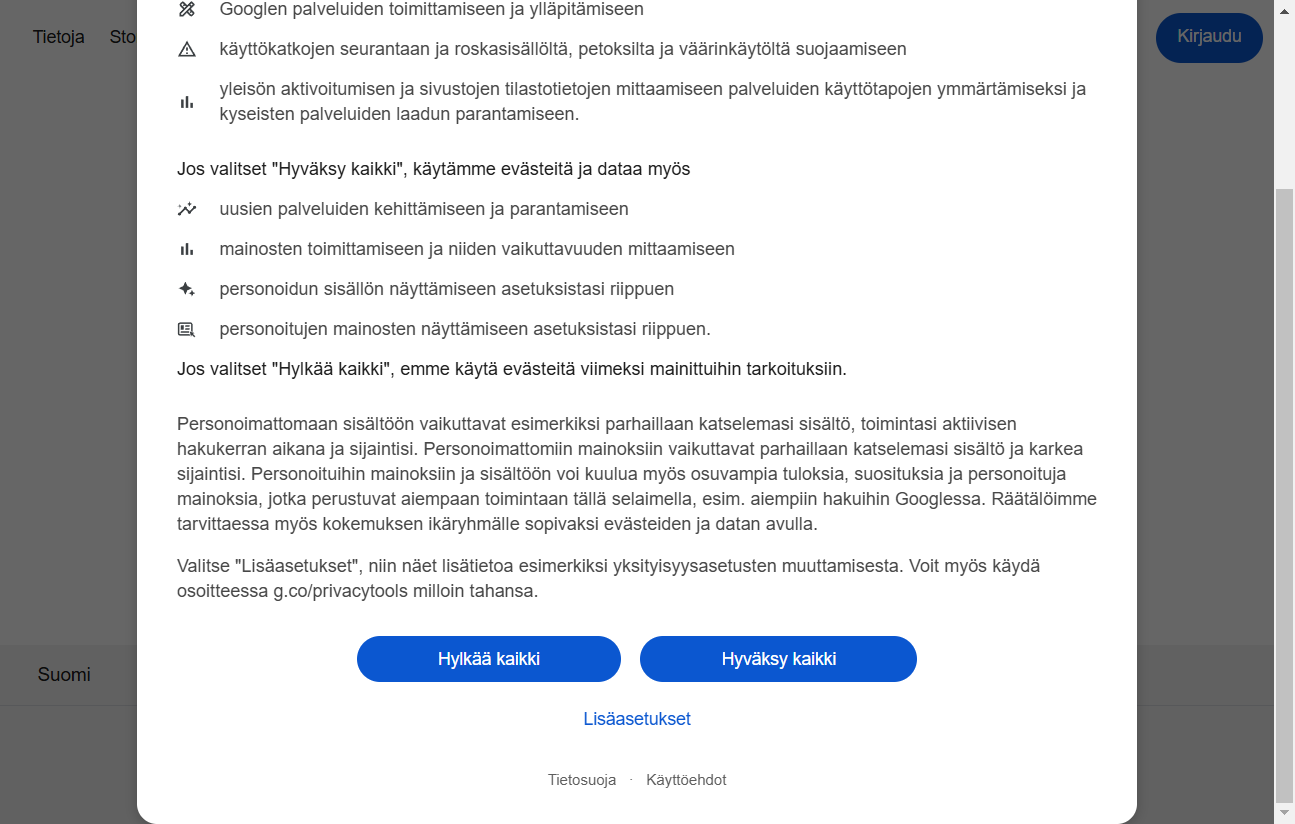 Googlen palveluiden toimittamiseen ja ylläpitämiseen
Tietoja Sto
Kirjaudu
käyttökatkojen seurantaan ja roskasisällöltä, petoksilta ja väärinkäytöltä suojaamiseen
yleisön aktivoitumisen ja sivustojen tilastotietojen mittaamiseen palveluiden käyttötapojen ymmärtämiseksi ja
kyseisten palveluiden laadun parantamiseen.
Jos valitset "Hyväksy kaikki", käytämme evästeitä ja dataa myös
uusien palveluiden kehittämiseen ja parantamiseen
mainosten toimittamiseen ja niiden vaikuttavuuden mittaamiseen
personoidun sisällön näyttämiseen asetuksistasi riippuen
personoitujen mainosten näyttämiseen asetuksistasi riippuen.
Jos valitset "Hylkää kaikki", emme käytä evästeitä viimeksi mainittuihin tarkoituksiin.
Personoimattomaan sisältöön vaikuttavat esimerkiksi parhaillaan katselemasi sisältö, toimintasi aktiivisen
hakukerran aikana ja sijaintisi. Personoimattomiin mainoksiin vaikuttavat parhaillaan katselemasi sisältö ja karkea
sijaintisi. Personoituihin mainoksiin ja sisältöön voi kuulua myös osuvampia tuloksia, suosituksia ja personoituja
mainoksia, jotka perustuvat aiempaan toimintaan tällä selaimella, esim. aiempiin hakuihin Googlessa. Räätälöimme
tarvittaessa myös kokemuksen ikäryhmälle sopivaksi evästeiden ja datan avulla.
Valitse "Lisäasetukset", niin näet lisätietoa esimerkiksi yksityisyysasetusten muuttamisesta. Voit myös käydä
osoitteessa g.co/privacytools milloin tahansa.
Hylkää kaikki Hyväksy kaikki
Suomi
Lisäasetukset
Tietosuoja · Käyttöehdot